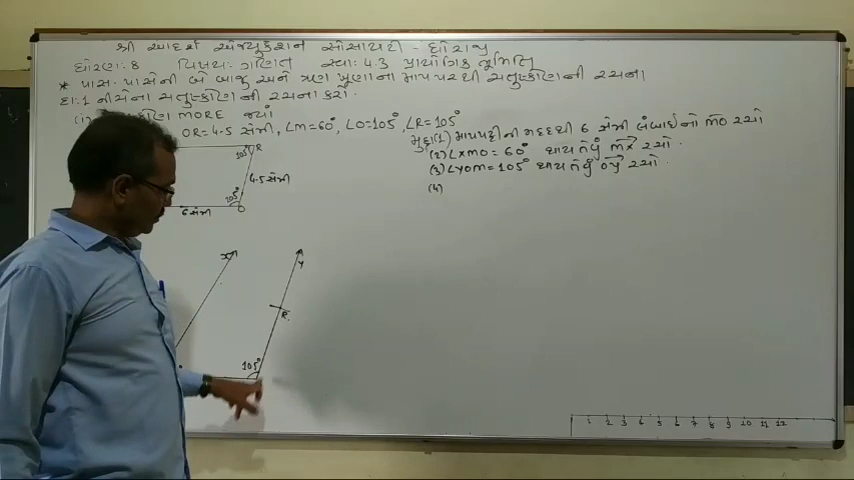 શ્રી આદર્શ એજ્યુકેશન સોસાયટી - ધોરાજી
ધોરણ: 8 વિષય: ગણિત સ્વા: 4.3 પ્રાયોગિક ભૂમિતિ
* પાસ-પાસેની બે બાજુ અને ત્રણ ખૂણાના માપ પરથી ચતુષ્કોણની રચના
દા:1 નીચેના ચતુષ્કોણની રચના કરો.
MORE જ્યાં
OR=4.5 સેમી, ∠M=60°, ∠O=105°, ∠R=105°
મુદ્દા(1) માપપટ્ટીની મદદથી 6 સેમી લંબાઈનો MO રચો
(2) ∠XMO=60° થાય તેવું MX રચો.
(3) ∠YOM=105° થાય તેવું OY રચો.
(4)
105° R
4.5 સેમી
105°
6 સેમી O
X
Y
R
105°
1 2 3 4 5 6 7 8 9 10 11 12